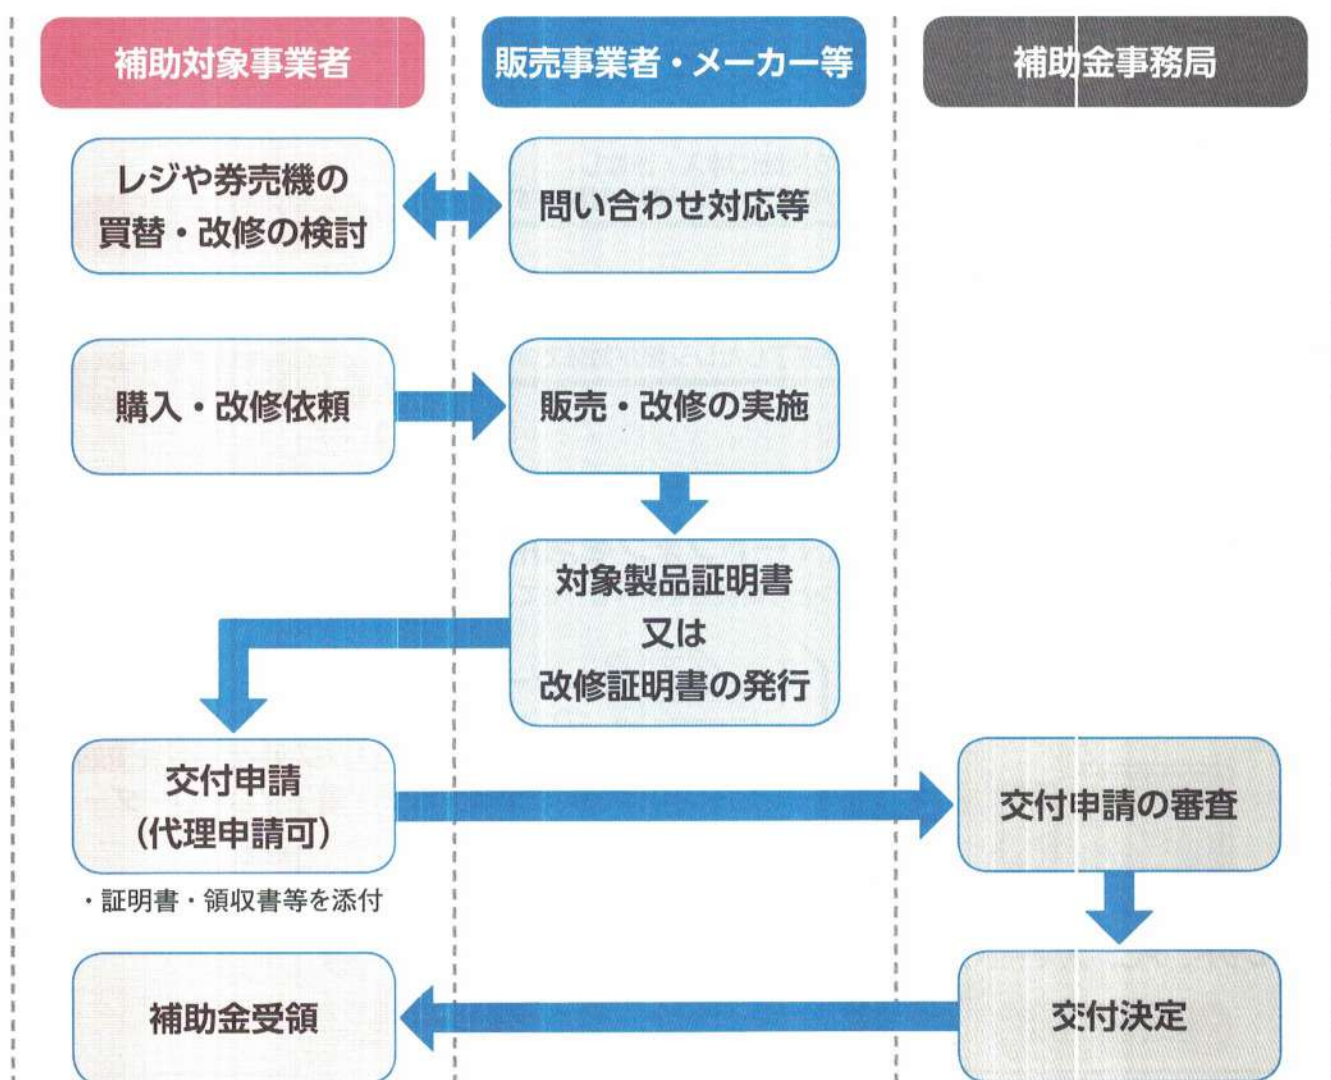 補助対象事業者
販売事業者・メーカー等
補助金事務局
レジや券売機の
買替・改修の検討
問い合わせ対応等
購入・改修依頼
販売・改修の実施
対象製品証明書
又は
改修証明書の発行
交付申請
(代理申請可)
・証明書・領収書等を添付
交付申請の審査
補助金受領
交付決定